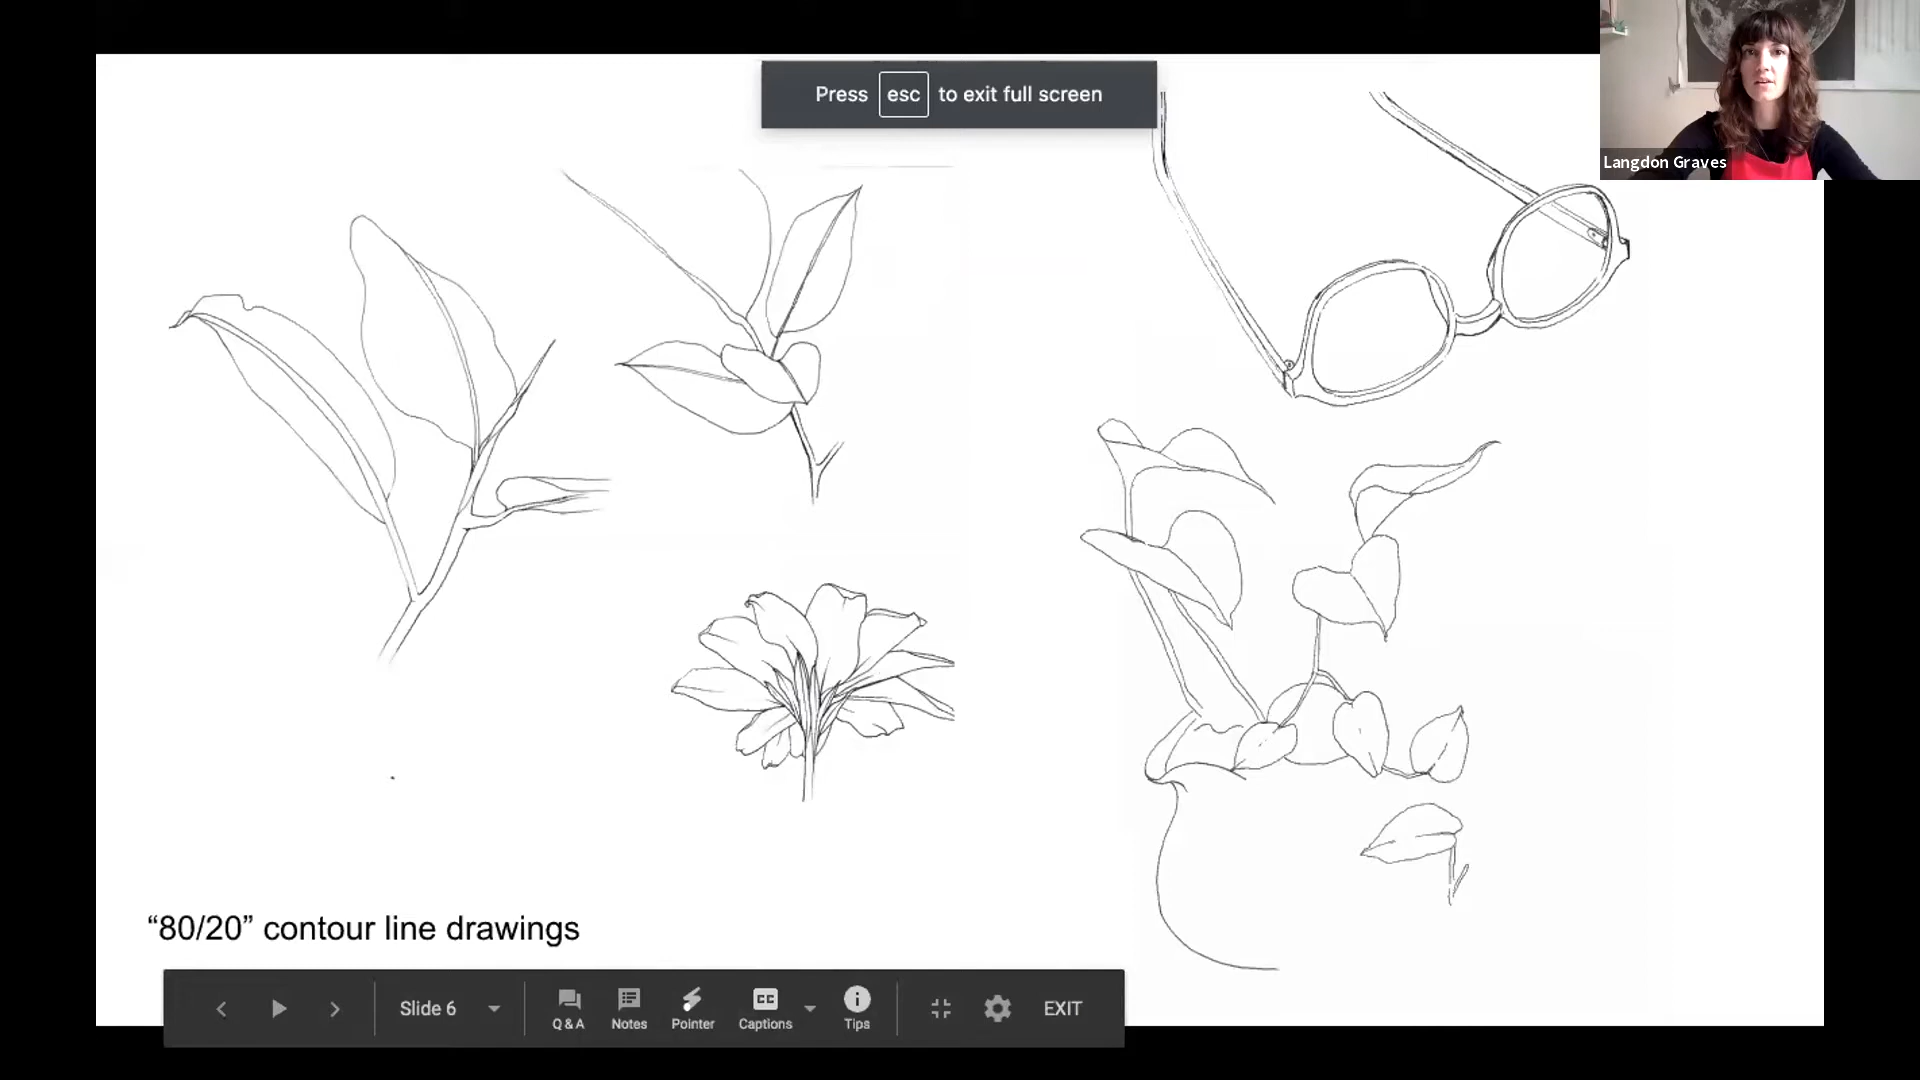 Press esc to exit full screen
Langdon Graves
“80/20” contour line drawings
Slide 6
Q & A
Notes
Pointer
CC
Captions
Tips
EXIT